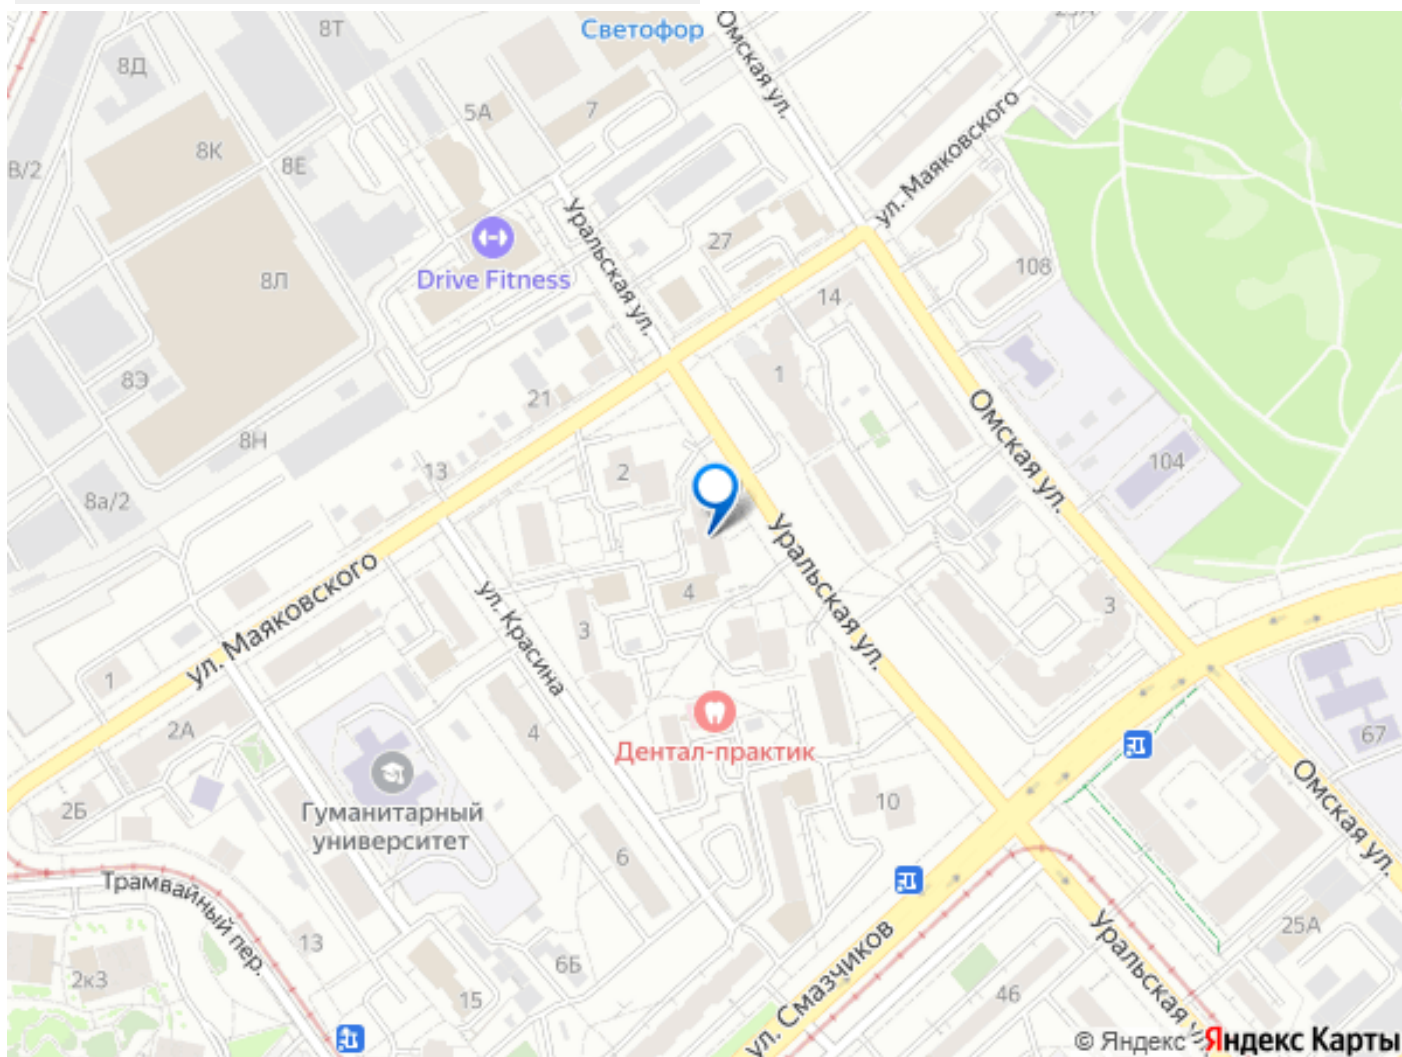 Светофор
Омская ул.
8Т
8Д
5А
7
8К
8Е
В/2
ул. Маяковского
Уральская ул.
27
Drive Fitness
8Л
108
14
8Э
21
1
Омская ул.
8Н
13
2
104
8а/2
Уральская ул.
ул. Маяковского
ул. Красина
4
3
3
1
2А
4
Дентал-практик
67
2Б
Гуманитарный
университет
10
Омская ул.
6
Трамвайный пер.
13
25А
ул. Смазчиков
Уральская у
6Б
2к3
15
46
© Яндекс
Яндекс Карты